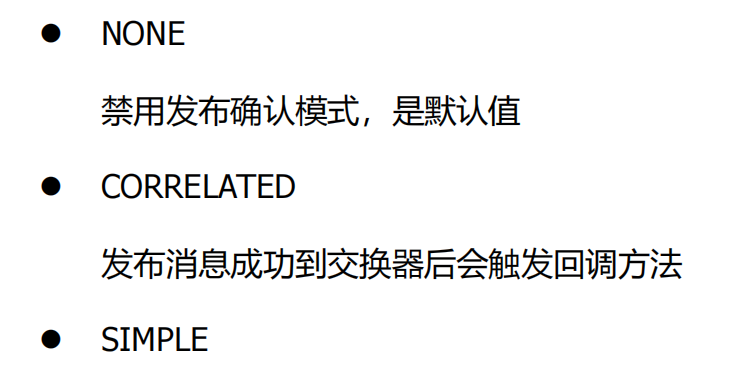 ● NONE
禁用发布确认模式，是默认值
● CORRELATED
发布消息成功到交换器后会触发回调方法
● SIMPLE